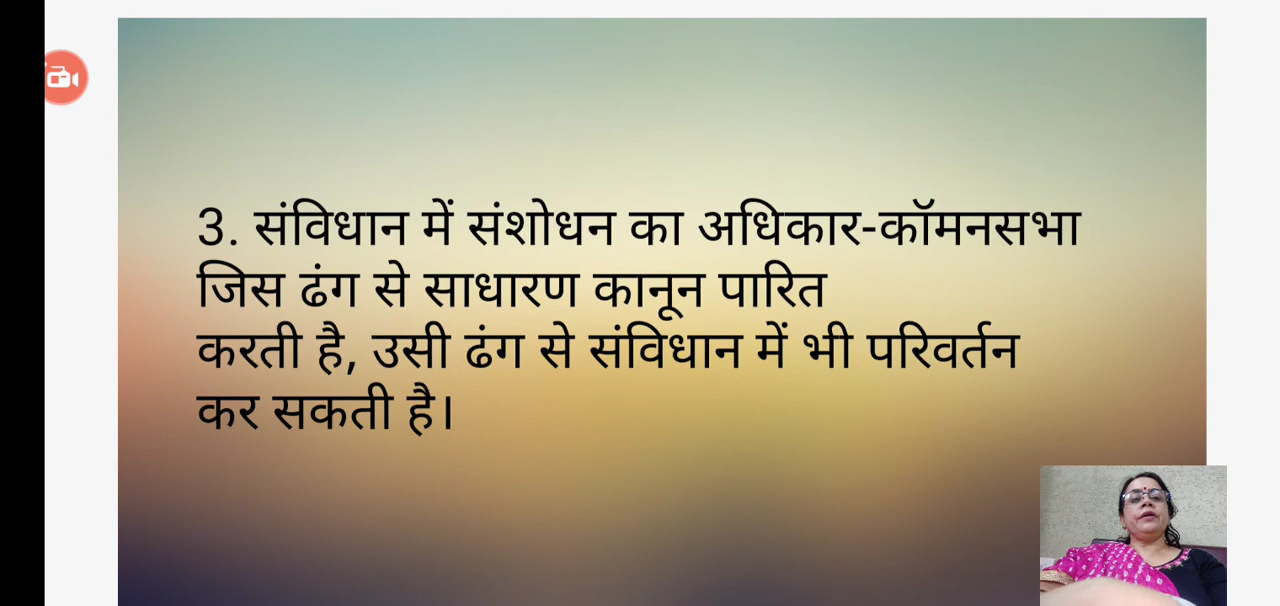 3. संविधान में संशोधन का अधिकार-कॉमनसभा
जिस ढंग से साधारण कानून पारित
करती है, उसी ढंग से संविधान में भी परिवर्तन
कर सकती है।